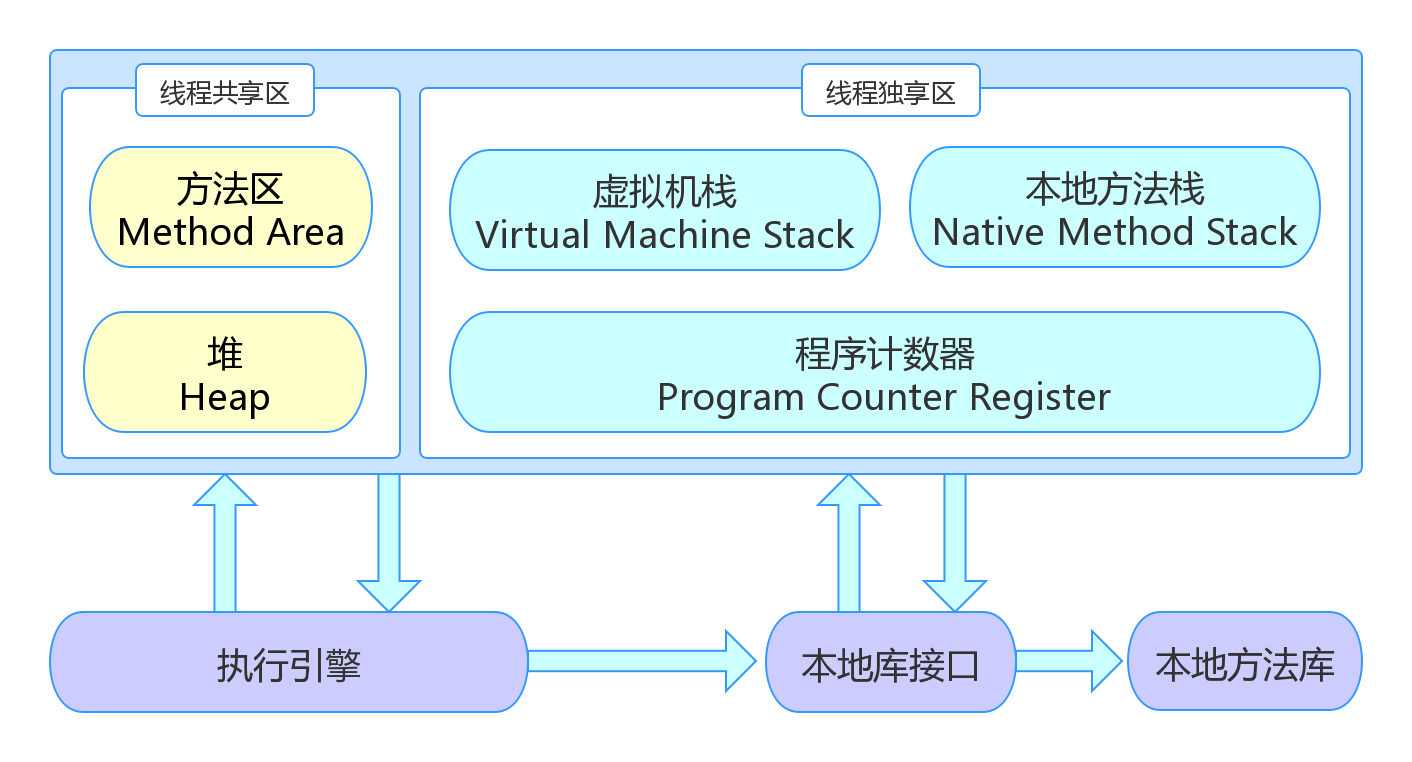 线程共享区
线程独享区
方法区
Method Area
虚拟机栈
Virtual Machine Stack
本地方法栈
Native Method Stack
堆
Heap
程序计数器
Program Counter Register
执行引擎
本地库接口
本地方法库